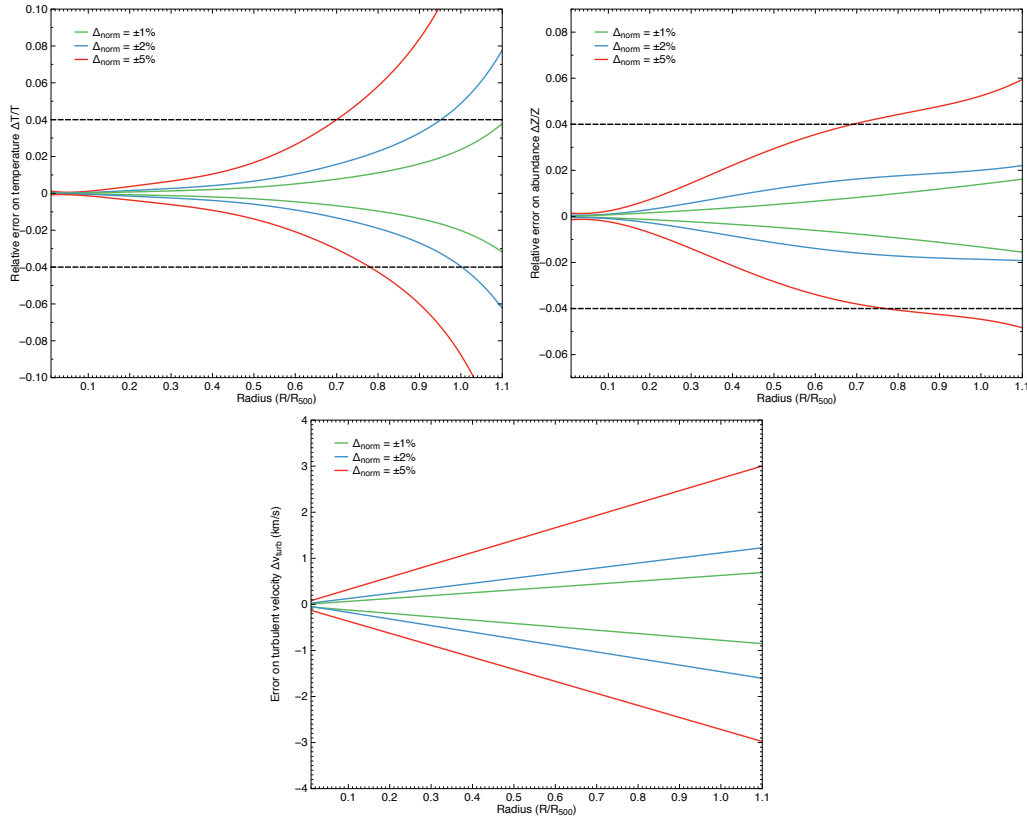 Δnorm = ±1%
Δnorm = ±2%
Δnorm = ±5%
Relative error on temperature ΔT/T
0.10
0.08
0.06
0.04
0.02
0
−0.02
−0.04
−0.06
−0.08
−0.10
0.1 0.2 0.3 0.4 0.5 0.6 0.7 0.8 0.9 1.0 1.1
Radius (R/R500)
Δnorm = ±1%
Δnorm = ±2%
Δnorm = ±5%
Relative error on abundance ΔZ/Z
0.08
0.06
0.04
0.02
0
−0.02
−0.04
−0.06
0.1 0.2 0.3 0.4 0.5 0.6 0.7 0.8 0.9 1.0 1.1
Radius (R/R500)
Δnorm = ±1%
Δnorm = ±2%
Δnorm = ±5%
Error on turbulent velocity Δvturb (km/s)
4
3
2
1
0
−1
−2
−3
−4
0.1 0.2 0.3 0.4 0.5 0.6 0.7 0.8 0.9 1.0 1.1
Radius (R/R500)